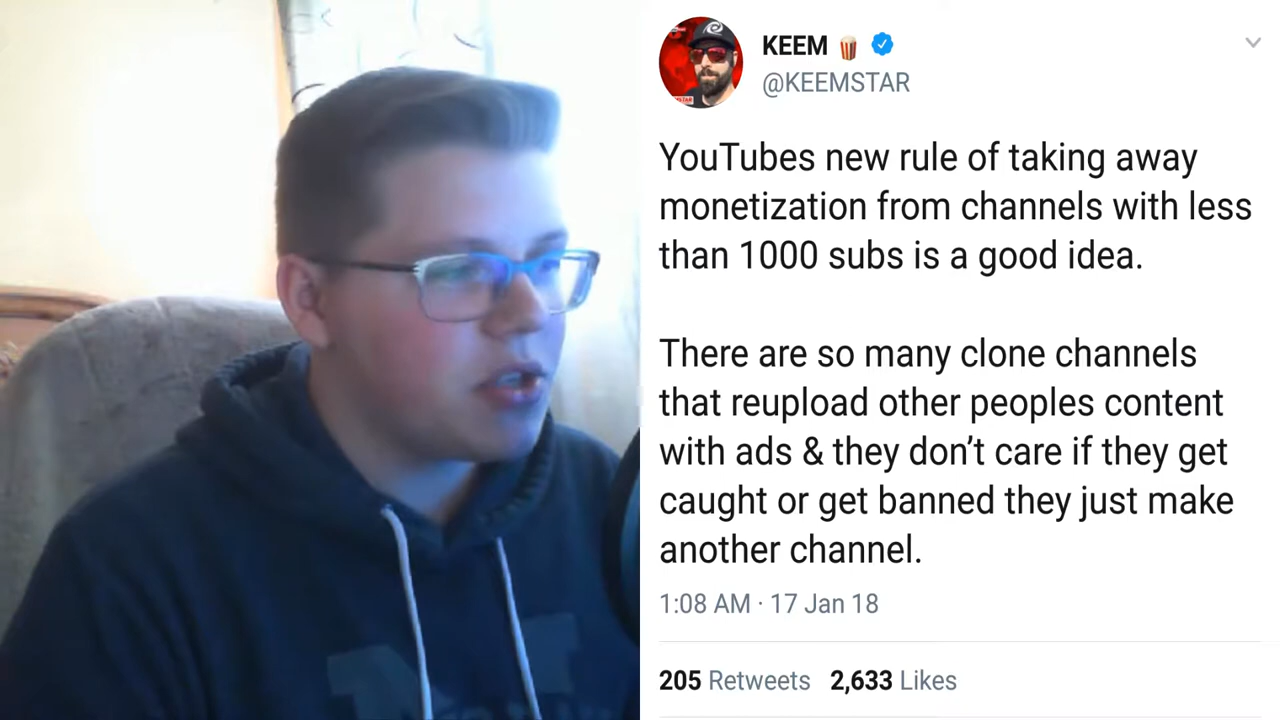 KEEM 🍿
@KEEMSTAR
YouTubes new rule of taking away
monetization from channels with less
than 1000 subs is a good idea.
There are so many clone channels
that reupload other peoples content
with ads & they don’t care if they get
caught or get banned they just make
another channel.
1:08 AM · 17 Jan 18
205 Retweets 2,633 Likes